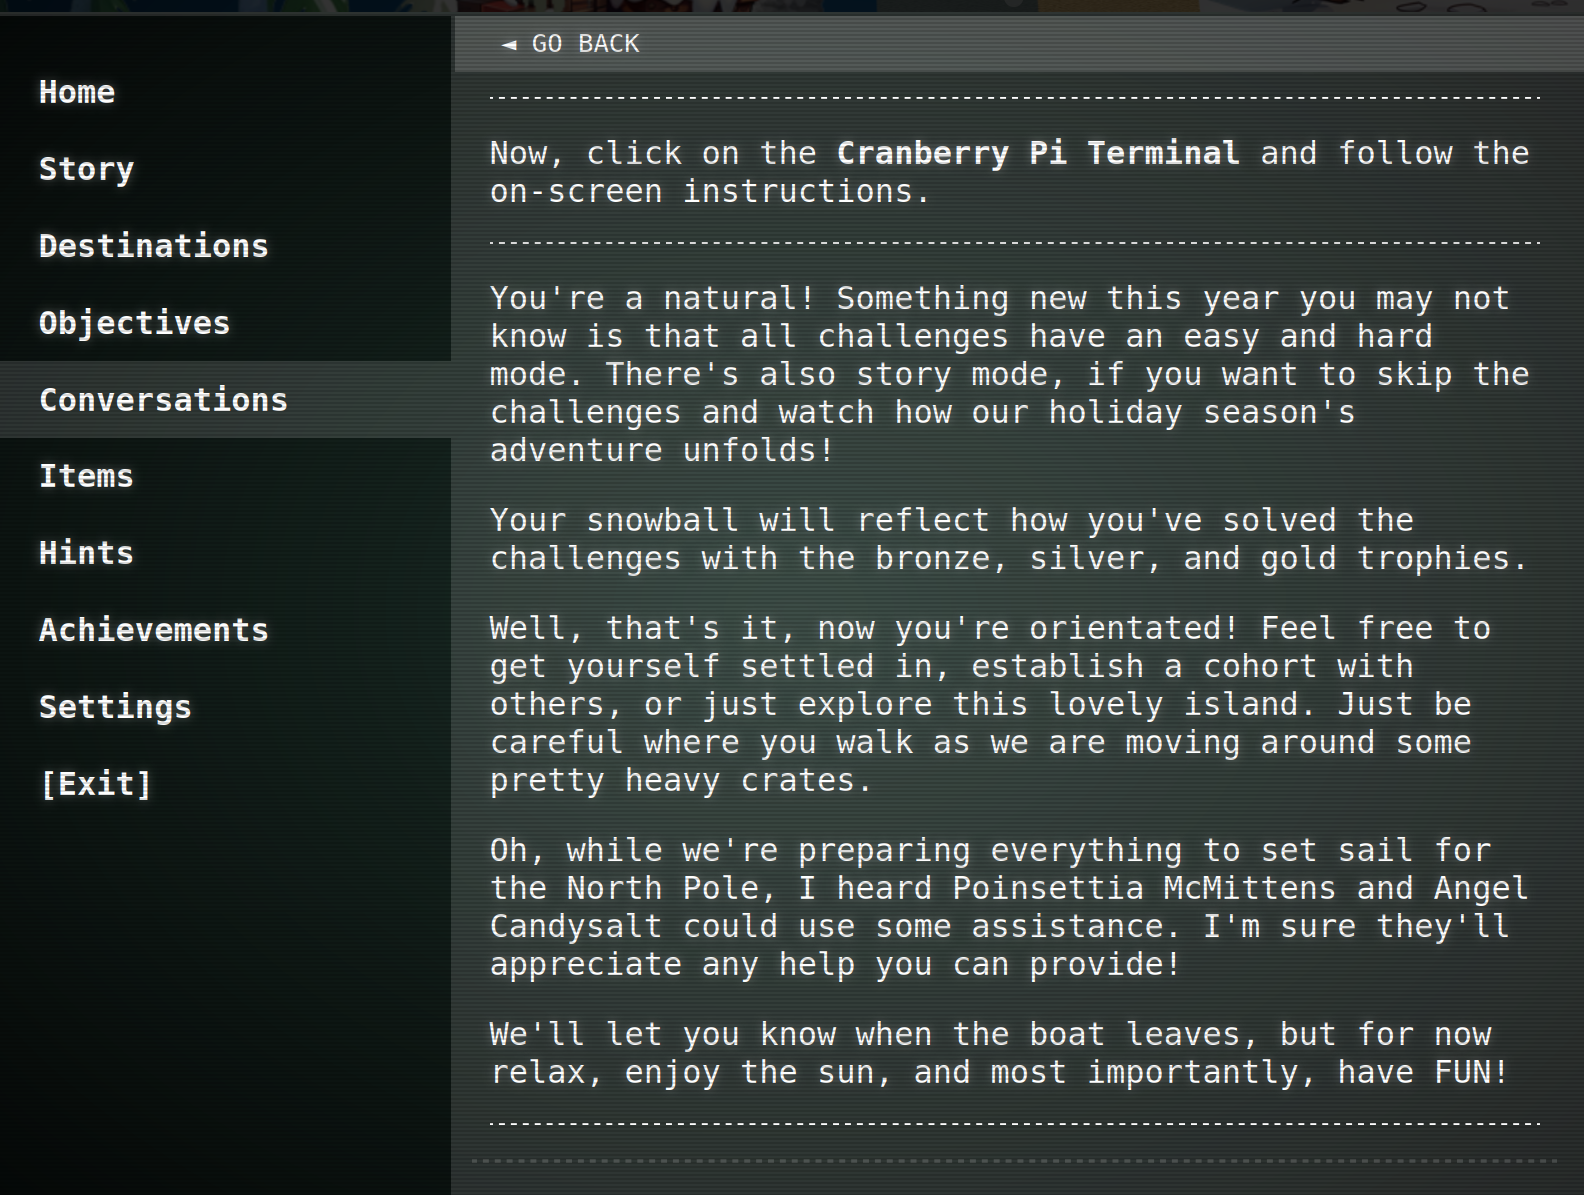 ◄ GO BACK
Home
Story
Destinations
Objectives
Conversations
Items
Hints
Achievements
Settings
[Exit]
Now, click on the Cranberry Pi Terminal and follow the
on-screen instructions.
You're a natural! Something new this year you may not
know is that all challenges have an easy and hard
mode. There's also story mode, if you want to skip the
challenges and watch how our holiday season's
adventure unfolds!
Your snowball will reflect how you've solved the
challenges with the bronze, silver, and gold trophies.
Well, that's it, now you're orientated! Feel free to
get yourself settled in, establish a cohort with
others, or just explore this lovely island. Just be
careful where you walk as we are moving around some
pretty heavy crates.
Oh, while we're preparing everything to set sail for
the North Pole, I heard Poinsettia McMittens and Angel
Candysalt could use some assistance. I'm sure they'll
appreciate any help you can provide!
We'll let you know when the boat leaves, but for now
relax, enjoy the sun, and most importantly, have FUN!